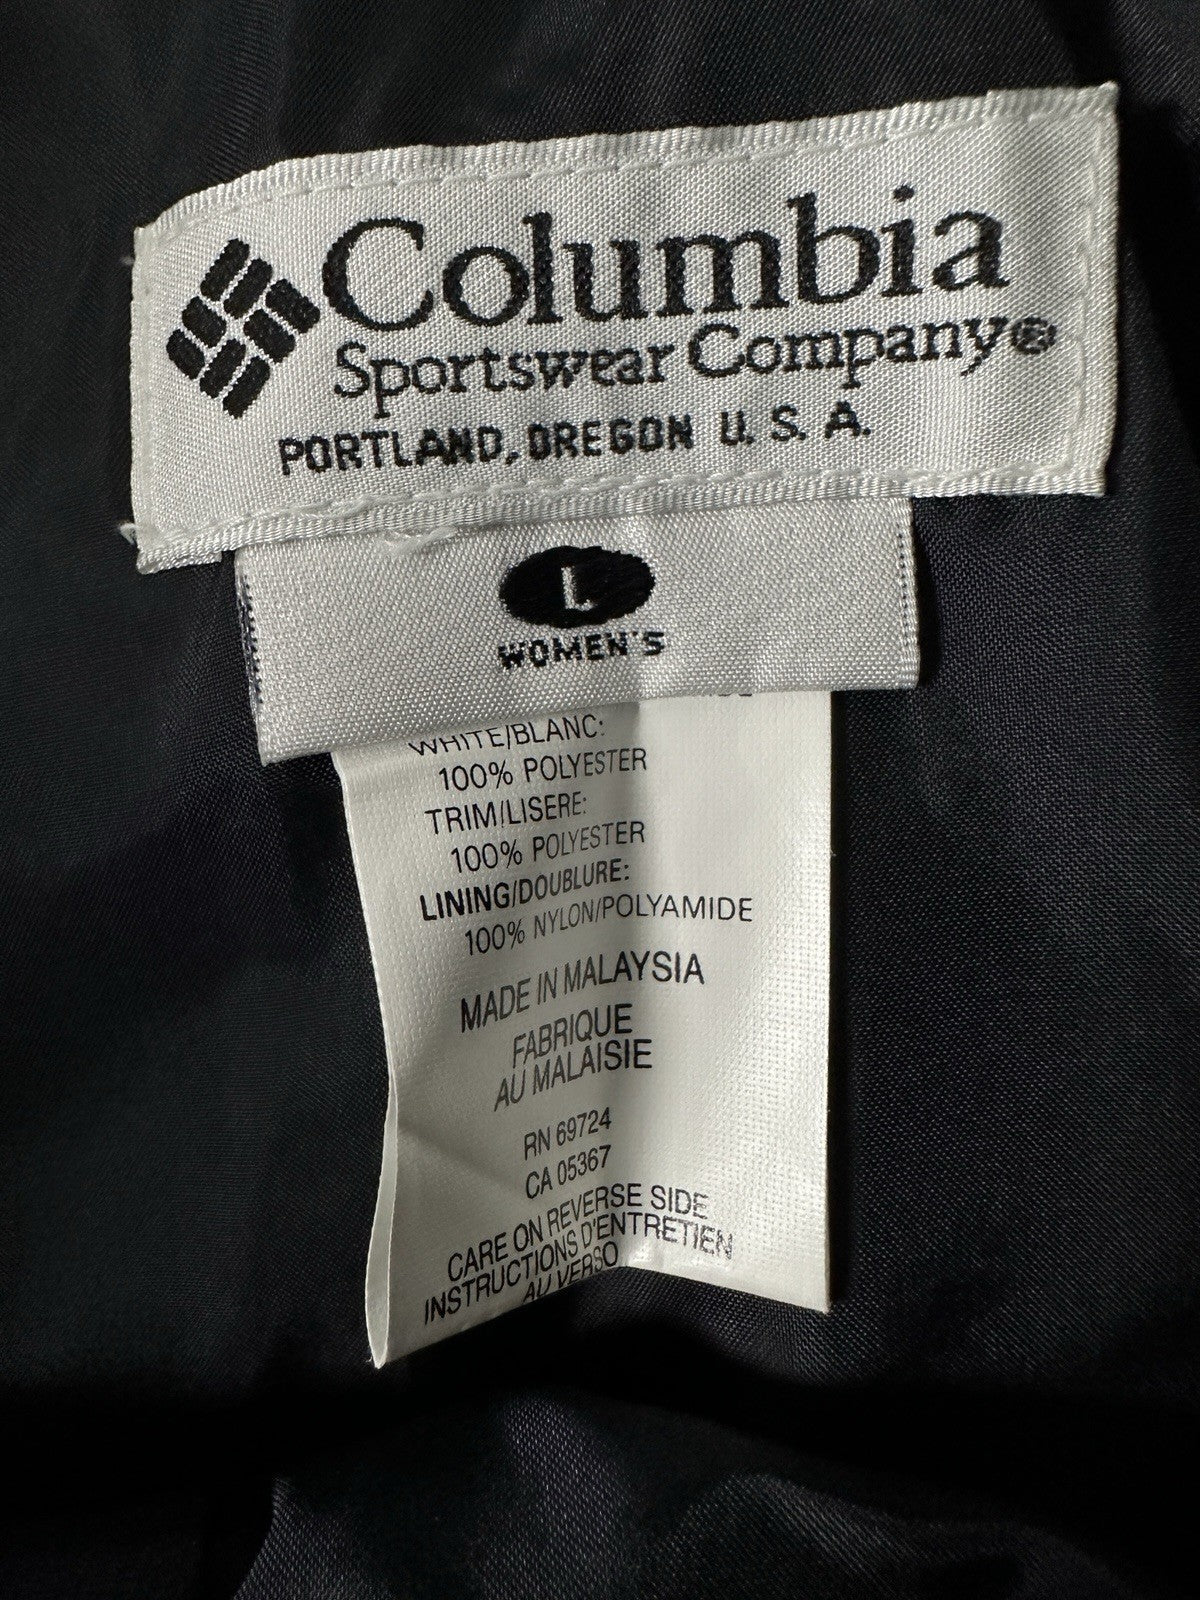 Columbia
Sportswear Company®
PORTLAND, OREGON U.S.A.
L
WOMEN'S
WHITE/BLANC:
100% POLYESTER
TRIM/LISERE:
100% POLYESTER
LINING/DOUBLURE:
100% NYLON/POLYAMIDE
MADE IN MALAYSIA
FABRIQUE
AU MALAISIE
RN 69724
CA 05367
CARE ON REVERSE SIDE
INSTRUCTIONS D'ENTRETIEN
AU VERSO